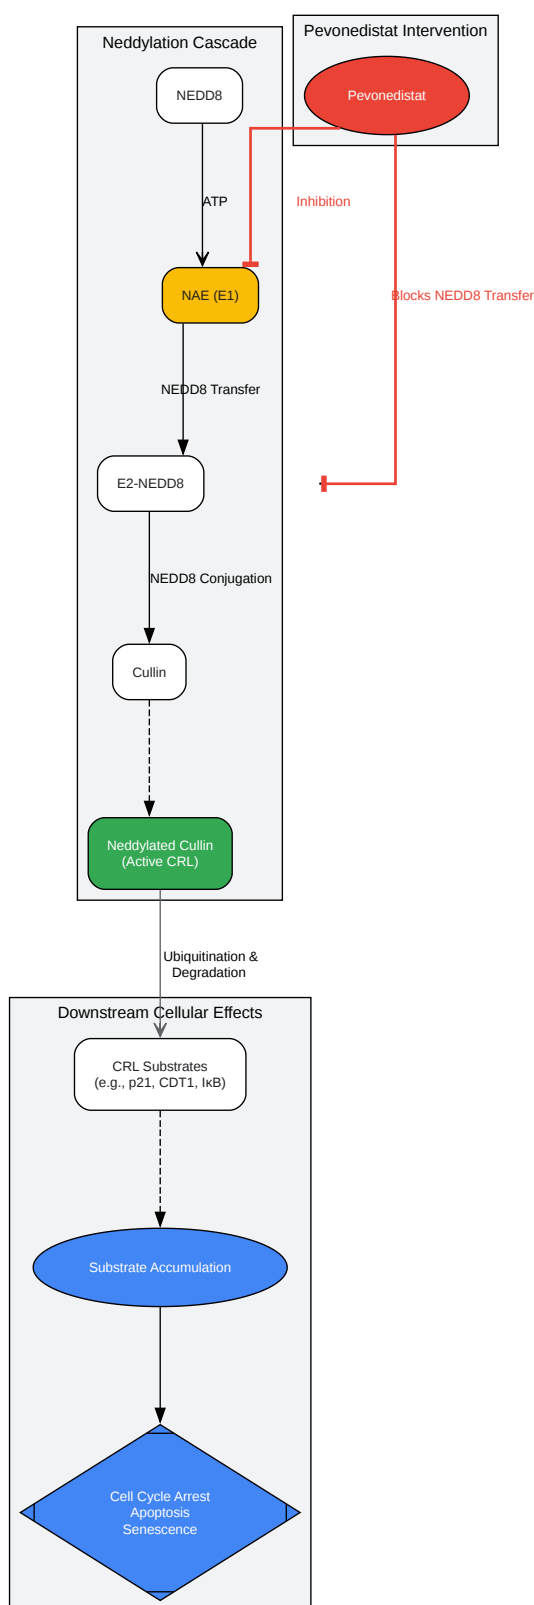 Pevonedistat Intervention
Neddylation Cascade
NEDD8
Pevonedistat
ATP
Inhibition
NAE (E1)
Blocks NEDD8 Transfer
NEDD8 Transfer
E2-NEDD8
NEDD8 Conjugation
Cullin
Neddylated Cullin
(Active CRL)
Ubiquitination &
Degradation
Downstream Cellular Effects
CRL Substrates
(e.g., p21, CDT1, IκB)
Substrate Accumulation
Cell Cycle Arrest
Apoptosis
Senescence